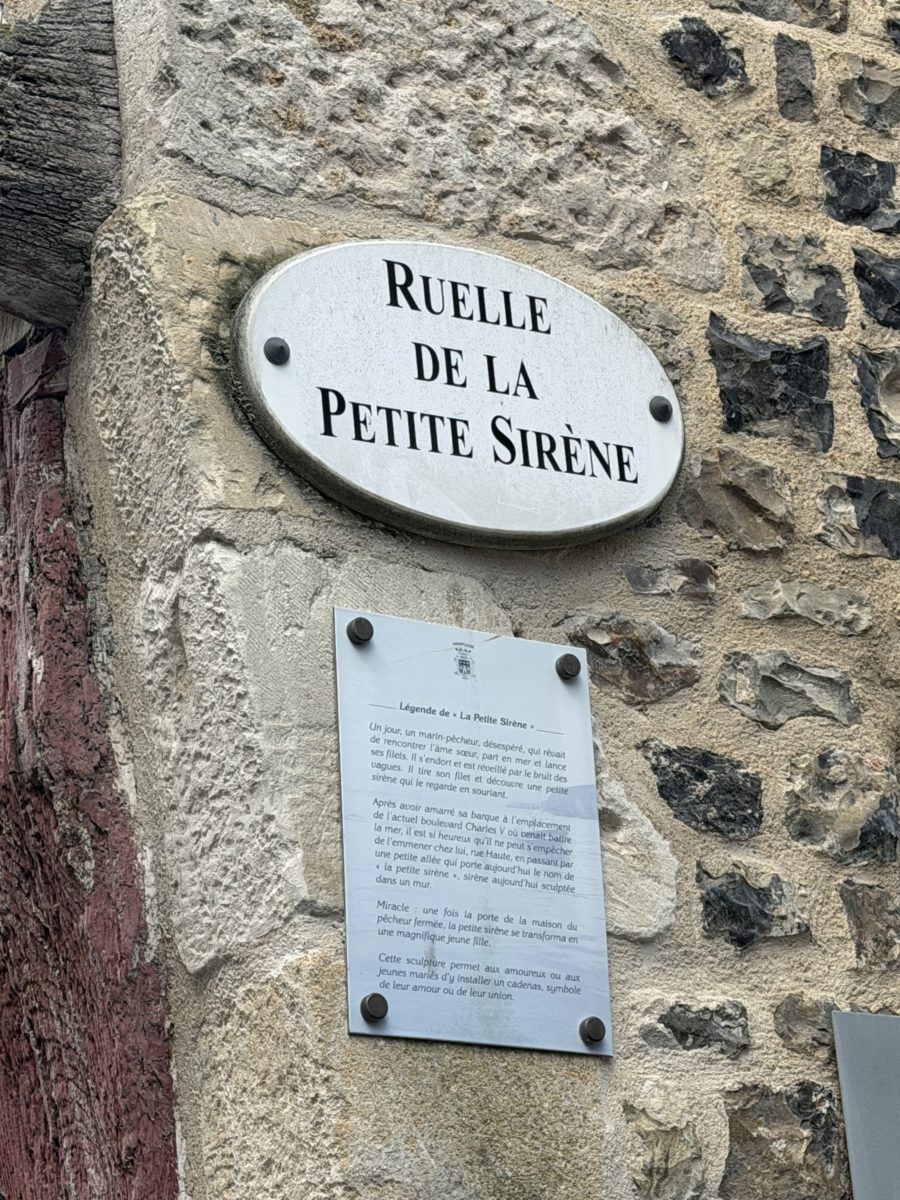 RUELLE
DE LA
PETITE SIRÈNE
Légende de « La Petite Sirène »
Un jour, un marin-pêcheur, désespéré, qui rêvait
de rencontrer l'âme sœur, part en mer et lance
ses filets. Il s'endort et est réveillé par le bruit des
vagues. Il tire son filet et découvre une petite
sirène qui le regarde en souriant.
Après avoir amarré sa barque à l'emplacement
de l'actuel boulevard Charles V où venait battre
la mer, il est si heureux qu'il ne peut s'empêcher
de l'emmener chez lui, rue Haute, en passant par
une petite allée qui porte aujourd'hui le nom de
« la petite sirène », sirène aujourd'hui sculptée
dans un mur.
Miracle : une fois la porte de la maison du
pêcheur fermée, la petite sirène se transforma en
une magnifique jeune fille.
Cette sculpture permet aux amoureux ou aux
jeunes mariés d'y installer un cadenas, symbole
de leur amour ou de leur union.